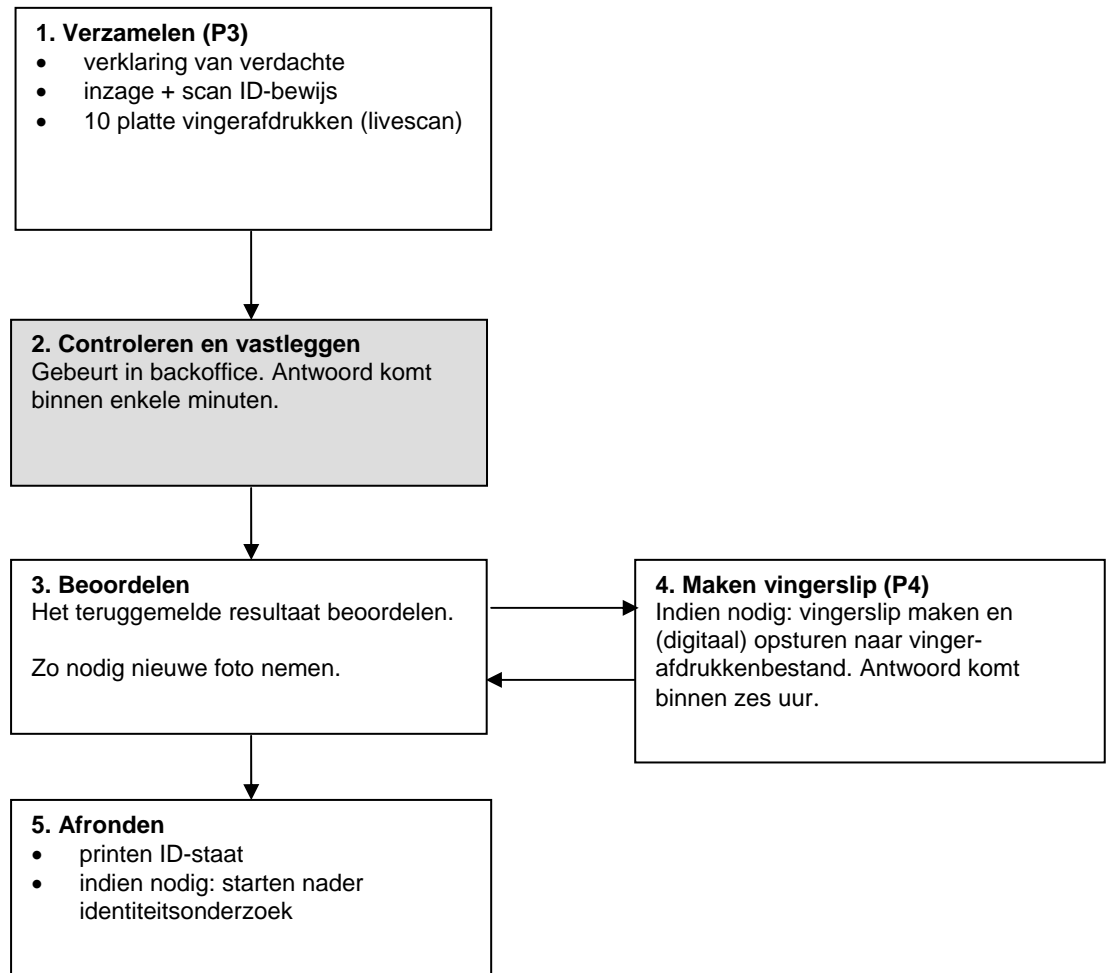 1. Verzamelen (P3)
• verklaring van verdachte
• inzage + scan ID-bewijs
• 10 platte vingerafdrukken (livescan)
2. Controleren en vastleggen
Gebeurt in backoffice. Antwoord komt
binnen enkele minuten.
3. Beoordelen
Het teruggemelde resultaat beoordelen.
Zo nodig nieuwe foto nemen.
4. Maken vingerslip (P4)
Indien nodig: vingerslip maken en
(digitaal) opsturen naar vinger-
afdrukkenbestand. Antwoord komt
binnen zes uur.
5. Afronden
• printen ID-staat
• indien nodig: starten nader
identiteitsonderzoek